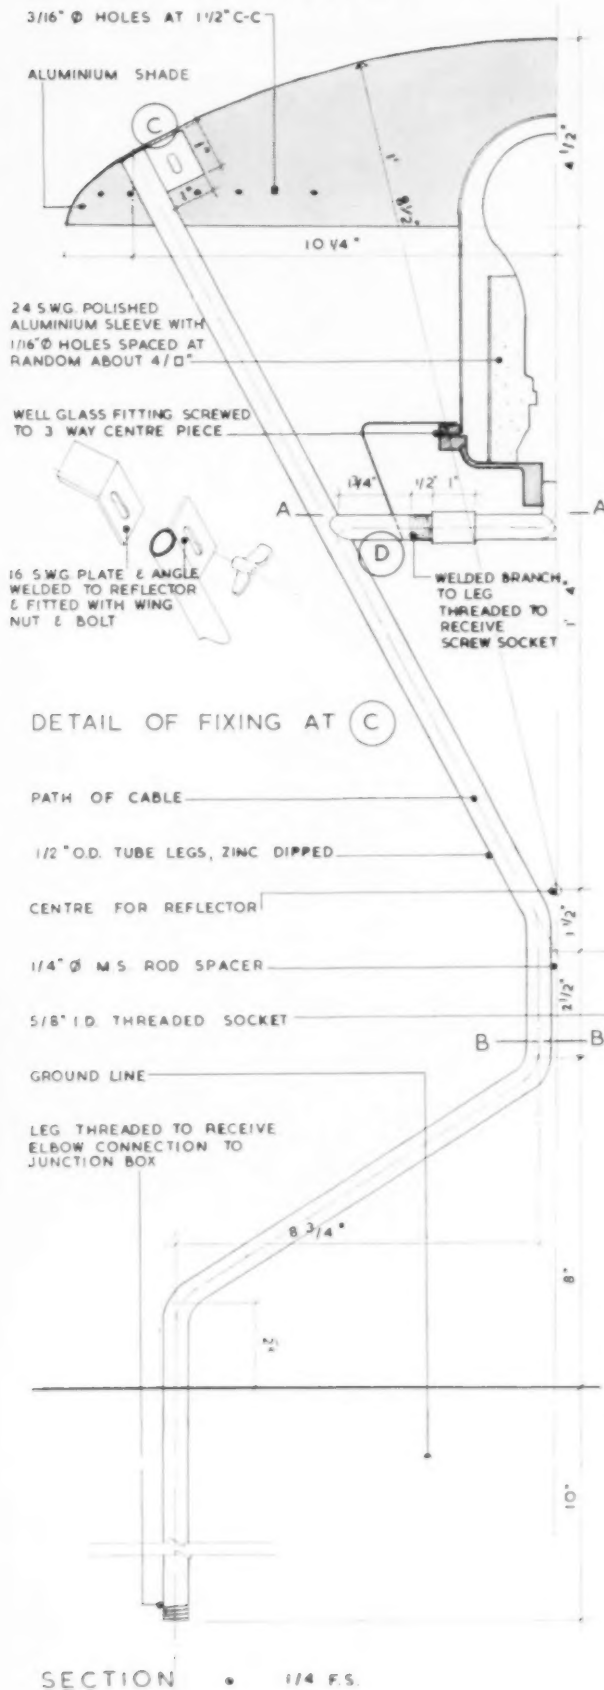 3/16" Ø HOLES AT 1 1/2" C-C
ALUMINIUM SHADE
C
1"
1"
1' 8 1/2"
4 1/2"
10 1/4"
24 S.W.G. POLISHED
ALUMINIUM SLEEVE WITH
1/16" Ø HOLES SPACED AT
RANDOM ABOUT 4/□"
WELL GLASS FITTING SCREWED
TO 3 WAY CENTRE PIECE
1 3/4" 1/2" 1"
A A
D
16 S.W.G. PLATE & ANGLE
WELDED TO REFLECTOR
& FITTED WITH WING
NUT & BOLT
WELDED BRANCH
TO LEG
THREADED TO
RECEIVE
SCREW SOCKET
1' 4"
DETAIL OF FIXING AT C
PATH OF CABLE
1/2" O.D. TUBE LEGS, ZINC DIPPED
CENTRE FOR REFLECTOR
1 1/2"
1/4" Ø M.S. ROD SPACER
2 1/2"
5/8" I.D. THREADED SOCKET
B B
GROUND LINE
LEG THREADED TO RECEIVE
ELBOW CONNECTION TO
JUNCTION BOX
8 3/4"
8"
10"
SECTION • 1/4 F.S.